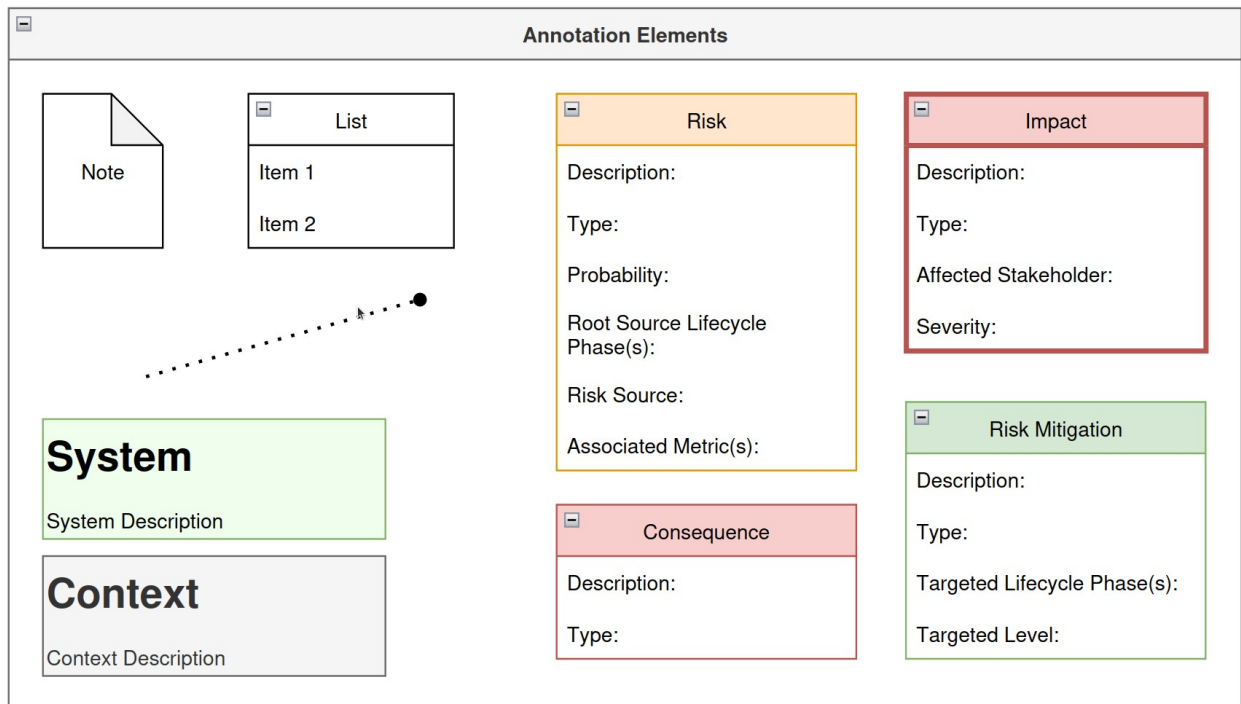 Annotation Elements
Note
List
Item 1
Item 2
System
System Description
Context
Context Description
Risk
Description:
Type:
Probability:
Root Source Lifecycle
Phase(s):
Risk Source:
Associated Metric(s):
Consequence
Description:
Type:
Impact
Description:
Type:
Affected Stakeholder:
Severity:
Risk Mitigation
Description:
Type:
Targeted Lifecycle Phase(s):
Targeted Level: